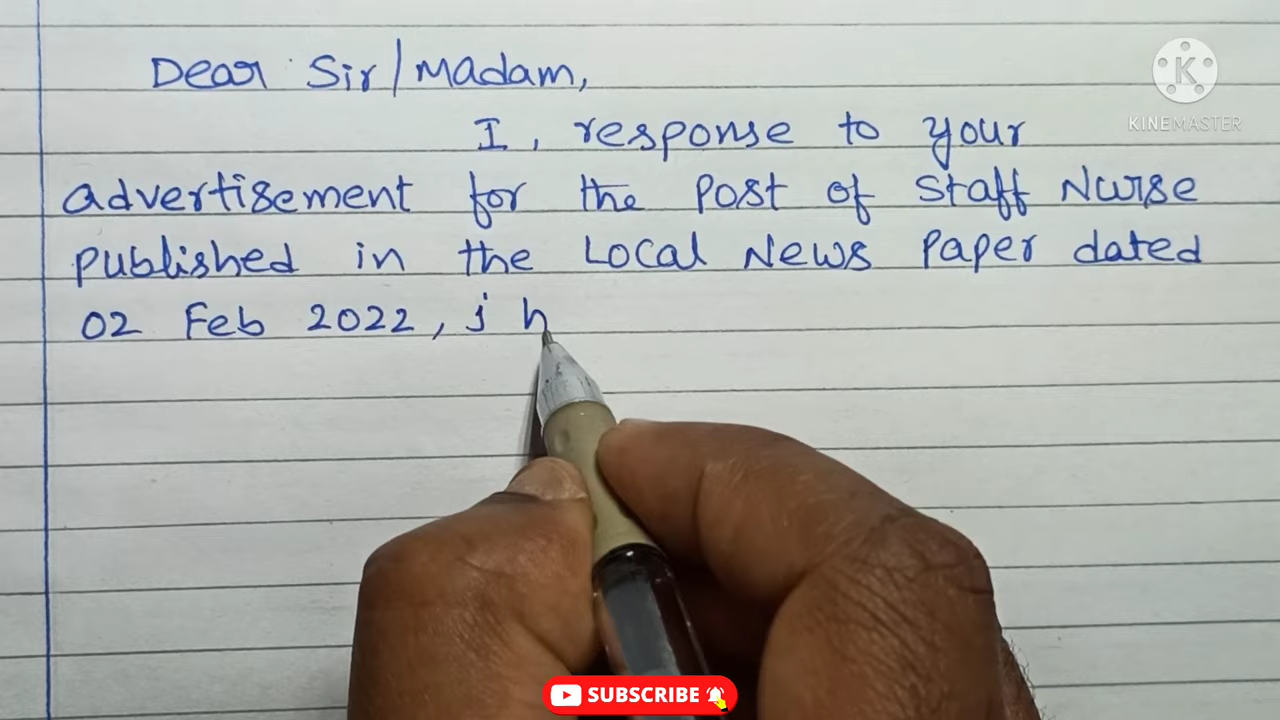 Dear Sir/Madam,
I, response to your
advertisement for the Post of Staff Nurse
published in the Local News Paper dated
02 Feb 2022, j h
K
KINEMASTER
SUBSCRIBE